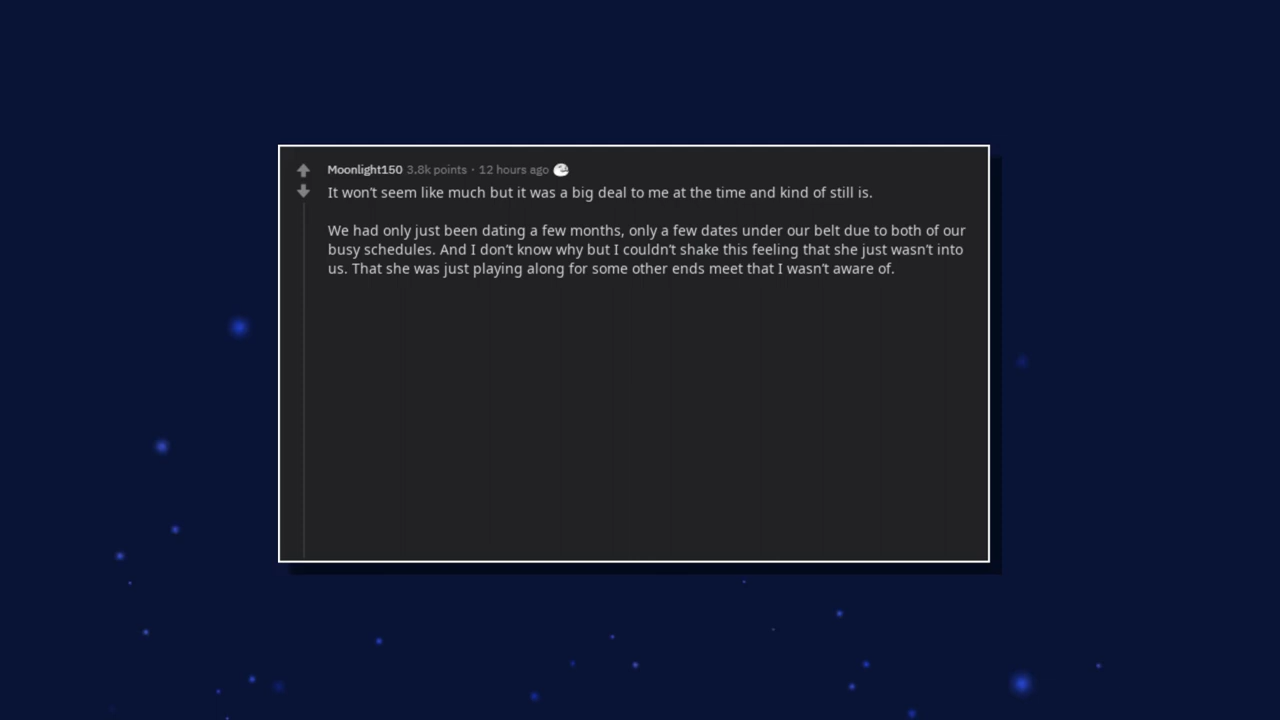 Moonlight150 3.8k points · 12 hours ago
It won't seem like much but it was a big deal to me at the time and kind of still is.
We had only just been dating a few months, only a few dates under our belt due to both of our
busy schedules. And I don't know why but I couldn't shake this feeling that she just wasn't into
us. That she was just playing along for some other ends meet that I wasn't aware of.